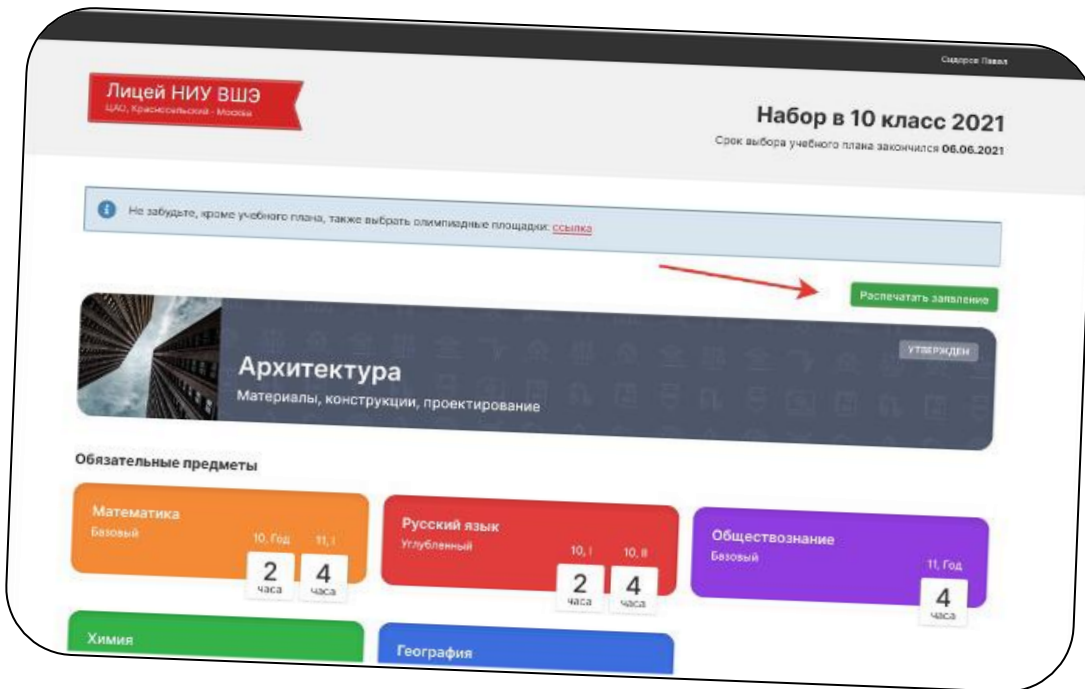 Сидоров Павел
Лицей НИУ ВШЭ
ЦАО, Красносельский - Москва
Набор в 10 класс 2021
Срок выбора учебного плана закончился 06.06.2021
Не забудьте, кроме учебного плана, также выбрать олимпиадные площадки: ссылка
Распечатать заявление
УТВЕРЖДЕН
Архитектура
Материалы, конструкции, проектирование
Обязательные предметы
Математика
Базовый
10, Год 11, I
2 4
часа часа
Русский язык
Углубленный
10, I 10, II
2 4
часа часа
Обществознание
Базовый
11, Год
4
часа
Химия
География